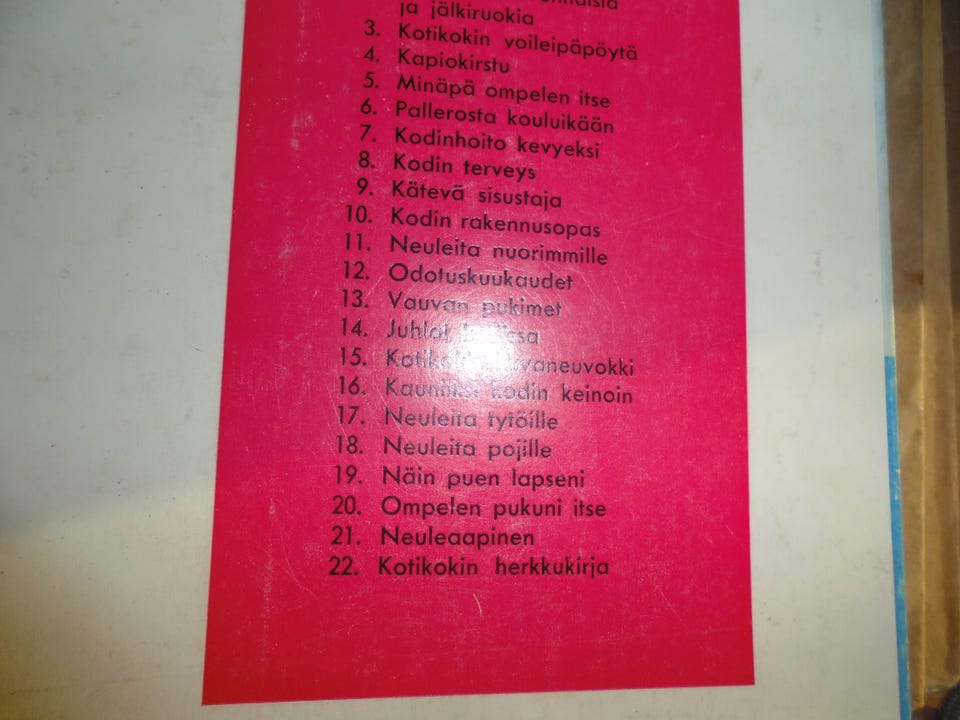 ja jälkiruokia
3. Kotikokin voileipäpöytä
4. Kapiokirstu
5. Minäpä ompelen itse
6. Pallerosta kouluikään
7. Kodinhoito kevyeksi
8. Kodin terveys
9. Kätevä sisustaja
10. Kodin rakennusopas
11. Neuleita nuorimmille
12. Odotuskuukaudet
13. Vauvan pukimet
14. Juhlat
15.
16. kodin keinoin
17. Neuleita tytöille
18. Neuleita pojille
19. Näin puen lapseni
20. Ompelen pukuni itse
21. Neuleaapinen
22. Kotikokin herkkukirja